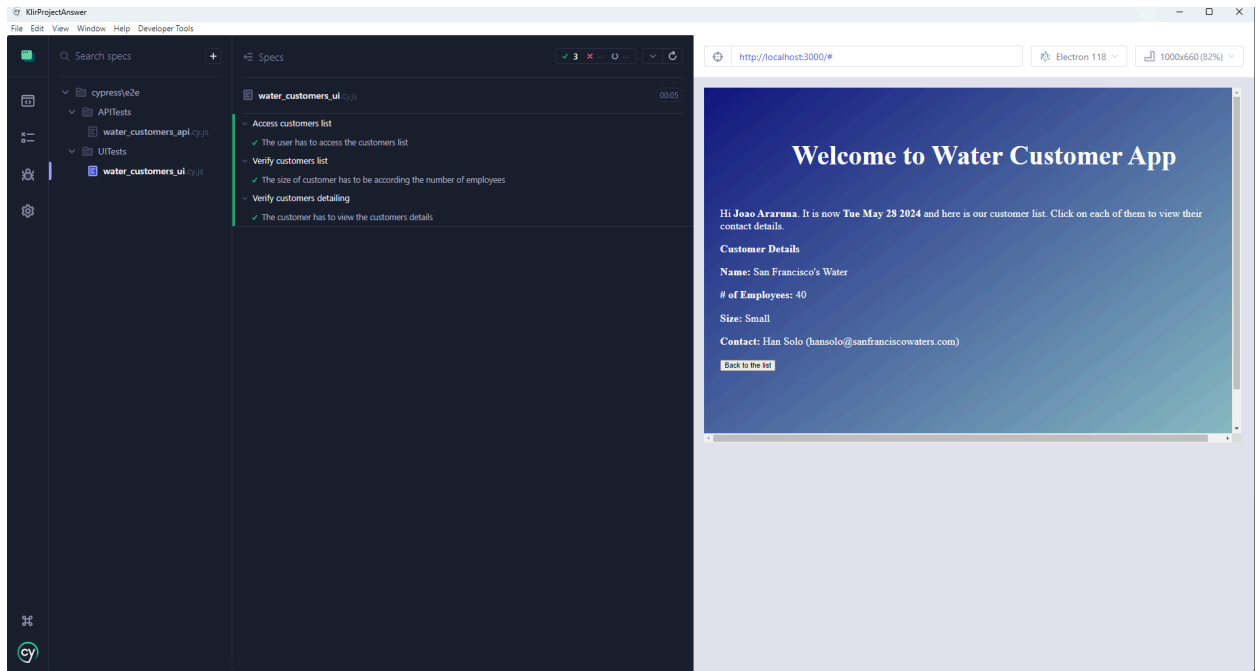 KlirProjectAnswer
File Edit View Window Help Developer Tools
Search specs
+
cypress\e2e
APITests
water_customers_api.cy.js
UITests
water_customers_ui.cy.js
cy
Specs
✓ 3 × -- --
water_customers_ui.cy.js
00:05
Access customers list
✓ The user has to access the customers list
Verify customers list
✓ The size of customer has to be according the number of employees
Verify customers detailing
✓ The customer has to view the customers details
http://localhost:3000/#
Electron 118
1000x660 (82%)
Welcome to Water Customer App
Hi Joao Araruna. It is now Tue May 28 2024 and here is our customer list. Click on each of them to view their
contact details.
Customer Details
Name: San Francisco's Water
# of Employees: 40
Size: Small
Contact: Han Solo (hansolo@sanfranciscowaters.com)
Back to the list